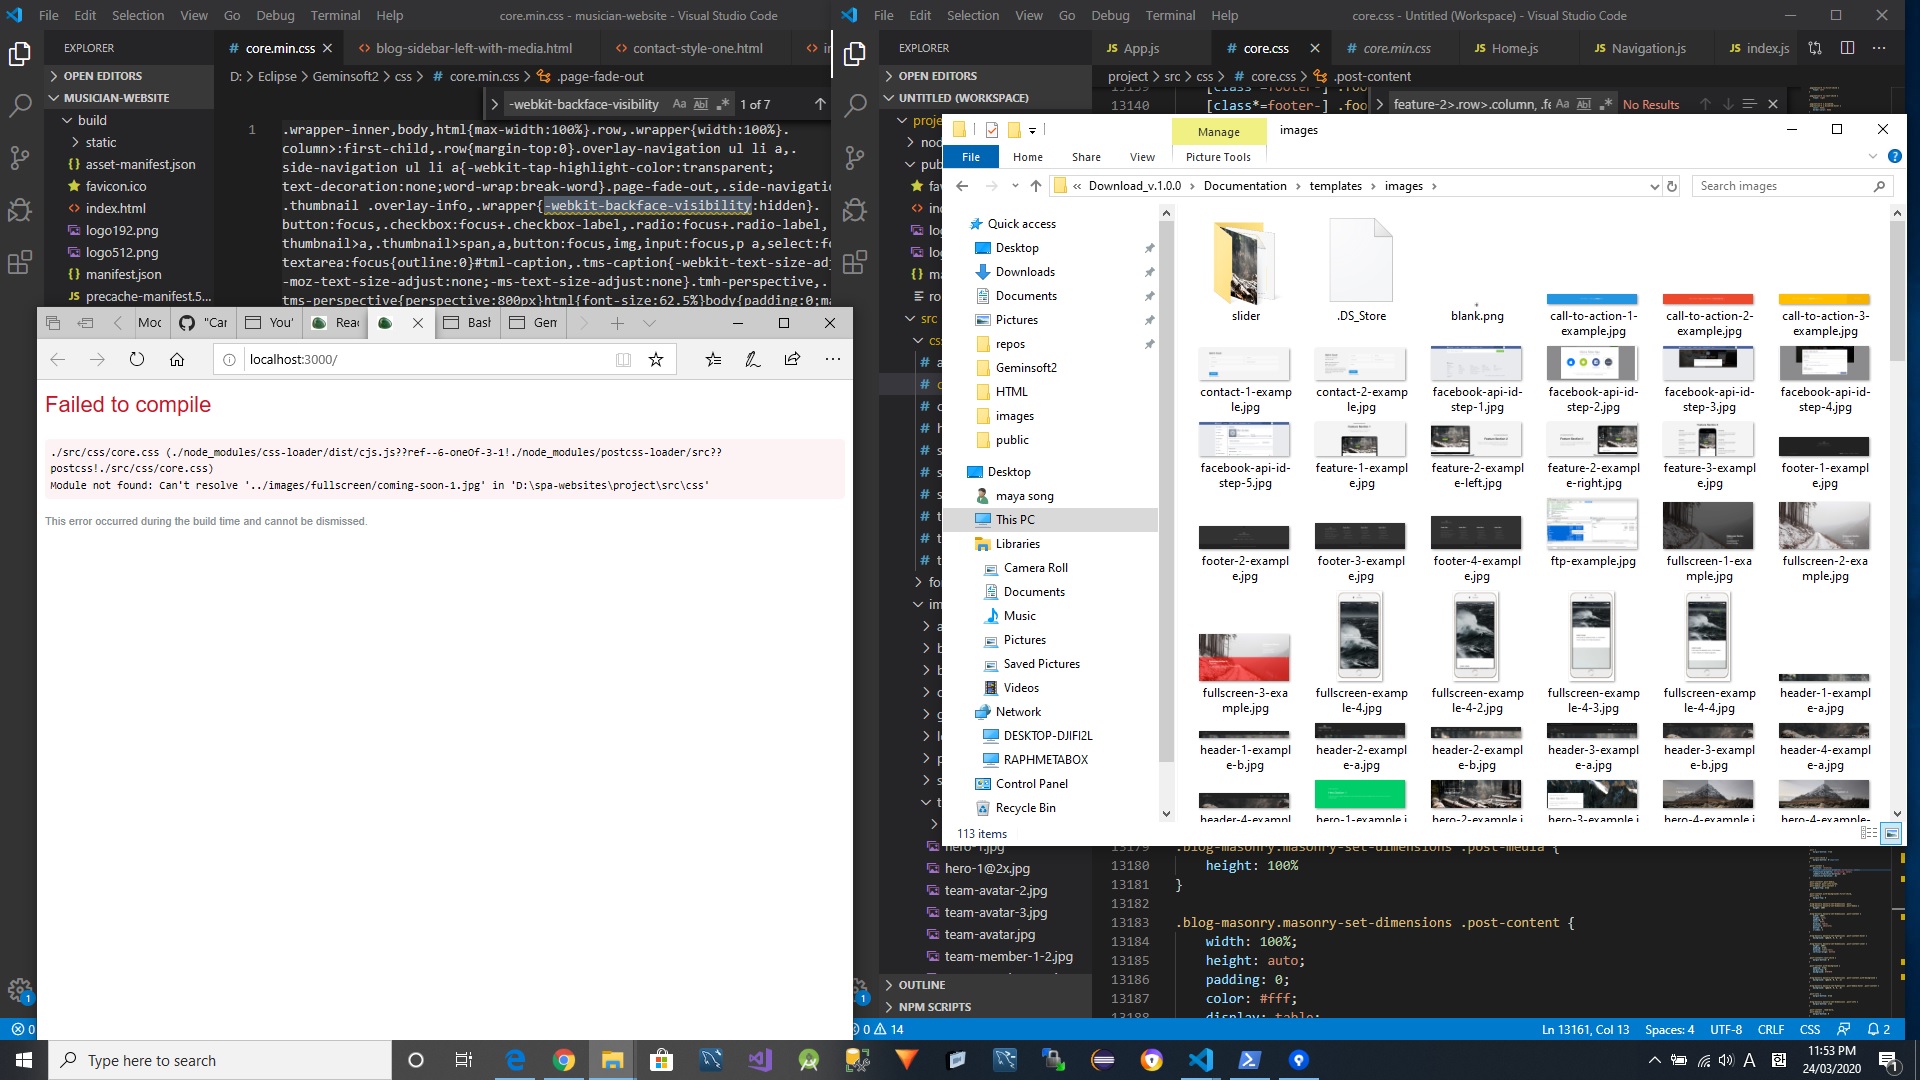 File Edit Selection View Go Debug Terminal Help
core.min.css - musician-website - Visual Studio Code
EXPLORER
core.min.css
blog-sidebar-left-with-media.html
contact-style-one.html
OPEN EDITORS
MUSICIAN-WEBSITE
build
static
asset-manifest.json
favicon.ico
index.html
logo192.png
logo512.png
manifest.json
precache-manifest.5...
D: > Eclipse > Geminsoft2 > css > # core.min.css > .page-fade-out
-webkit-backface-visibility
1 of 7
1
.wrapper-inner,body,html{max-width:100%}.row,.wrapper{width:100%}.
column>:first-child,.row{margin-top:0}.overlay-navigation ul li a,.
side-navigation ul li a{-webkit-tap-highlight-color:transparent;
text-decoration:none;word-wrap:break-word}.page-fade-out,.side-navigatio
.thumbnail .overlay-info,.wrapper{-webkit-backface-visibility:hidden}.
button:focus,.checkbox:focus+.checkbox-label,.radio:focus+.radio-label,
thumbnail>a,.thumbnail>span,a,button:focus,img,input:focus,p a,select:fo
textarea:focus{outline:0}#tml-caption,.tms-caption{-webkit-text-size-adj
-moz-text-size-adjust:none;-ms-text-size-adjust:none}.tmh-perspective,.
tms-perspective{perspective:800px}html{font-size:62.5%}body{padding:0;ma
File Edit Selection View Go Debug Terminal Help
core.css - Untitled (Workspace) - Visual Studio Code
EXPLORER
App.js
core.css
core.min.css
Home.js
Navigation.js
index.js
OPEN EDITORS
UNTITLED (WORKSPACE)
project > src > css > # core.css > .post-content
13140
[class*=footer-] .foo
feature-2>.row>.column, .fe
No Results
Moc
"Car
You'
Reac
Basl
Gem
localhost:3000/
Failed to compile
./src/css/core.css (./node_modules/css-loader/dist/cjs.js??ref--6-oneOf-3-1!./node_modules/postcss-loader/src??
postcss!./src/css/core.css)
Module not found: Can't resolve '../images/fullscreen/coming-soon-1.jpg' in 'D:\spa-websites\project\src\css'
This error occurred during the build time and cannot be dismissed.
Manage
images
File Home Share View Picture Tools
« Download_v.1.0.0 > Documentation > templates > images >
Search images
Quick access
Desktop
Downloads
Documents
Pictures
repos
Geminsoft2
HTML
images
public
Desktop
maya song
This PC
Libraries
Camera Roll
Documents
Music
Pictures
Saved Pictures
Videos
Network
DESKTOP-DJIFI2L
RAPHMETABOX
Control Panel
Recycle Bin
slider
.DS_Store
blank.png
call-to-action-1-example.jpg
call-to-action-2-example.jpg
call-to-action-3-example.jpg
contact-1-example.jpg
contact-2-example.jpg
facebook-api-id-step-1.jpg
facebook-api-id-step-2.jpg
facebook-api-id-step-3.jpg
facebook-api-id-step-4.jpg
facebook-api-id-step-5.jpg
feature-1-example.jpg
feature-2-example-left.jpg
feature-2-example-right.jpg
feature-3-example.jpg
footer-1-example.jpg
footer-2-example.jpg
footer-3-example.jpg
footer-4-example.jpg
ftp-example.jpg
fullscreen-1-example.jpg
fullscreen-2-example.jpg
fullscreen-3-example.jpg
fullscreen-example-4.jpg
fullscreen-example-4-2.jpg
fullscreen-example-4-3.jpg
fullscreen-example-4-4.jpg
header-1-example-a.jpg
header-1-example-b.jpg
header-2-example-a.jpg
header-2-example-b.jpg
header-3-example-a.jpg
header-3-example-b.jpg
header-4-example-a.jpg
header-4-exampl
hero-1-example.j
hero-2-example.j
hero-3-example.j
hero-4-example.j
hero-4-example-
113 items
src
hero-1.jpg
hero-1@2x.jpg
team-avatar-2.jpg
team-avatar-3.jpg
team-avatar.jpg
team-member-1-2.jpg
OUTLINE
NPM SCRIPTS
13179 .blog-masonry.masonry-set-dimensions .post-media {
13180 height: 100%
13181 }
13182
13183 .blog-masonry.masonry-set-dimensions .post-content {
13184 width: 100%;
13185 height: auto;
13186 padding: 0;
13187 color: #fff;
13188 display: table;
0
0 14
Ln 13161, Col 13 Spaces: 4 UTF-8 CRLF CSS 2
Type here to search
A
11:53 PM
24/03/2020